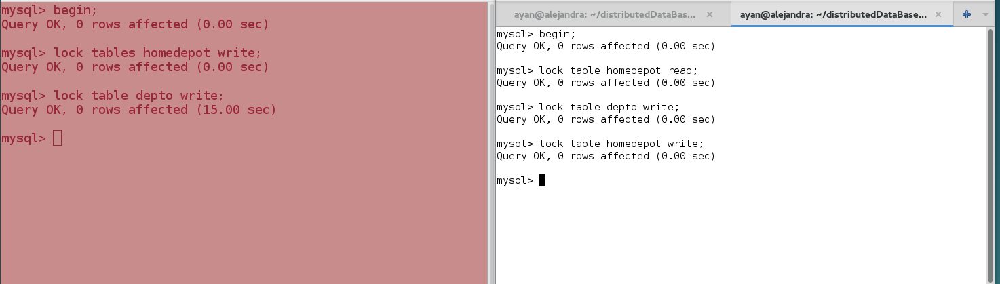 mysql> begin;
Query OK, 0 rows affected (0.00 sec)
mysql> lock tables homedepot write;
Query OK, 0 rows affected (0.00 sec)
mysql> lock table depto write;
Query OK, 0 rows affected (15.00 sec)
mysql>
ayan@alejandra: ~/distributedDataBas... ×
ayan@alejandra: ~/distributedDataBase... ×
mysql> begin;
Query OK, 0 rows affected (0.00 sec)
mysql> lock table homedepot read;
Query OK, 0 rows affected (0.00 sec)
mysql> lock table depto write;
Query OK, 0 rows affected (0.00 sec)
mysql> lock table homedepot write;
Query OK, 0 rows affected (0.00 sec)
mysql>